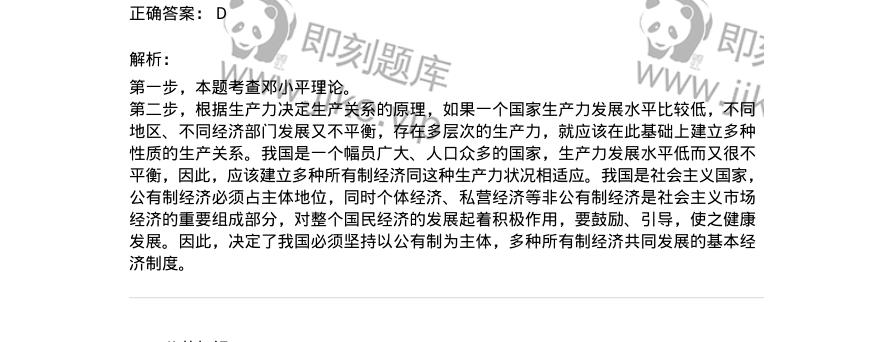 正确答案： D
即刻题库
www.jike.vip
即
www.jik
解析：
第一步，本题考查邓小平理论。
第二步，根据生产力决定生产关系的原理，如果一个国家生产力发展水平比较低，不同
地区、不同经济部门发展又不平衡，存在多层次的生产力，就应该在此基础上建立多种
性质的生产关系。我国是一个幅员广大、人口众多的国家，生产力发展水平低而又很不
平衡，因此，应该建立多种所有制经济同这种生产力状况相适应。我国是社会主义国家，
公有制经济必须占主体地位，同时个体经济、私营经济等非公有制经济是社会主义市场
经济的重要组成部分，对整个国民经济的发展起着积极作用，要鼓励、引导，使之健康
发展。因此，决定了我国必须坚持以公有制为主体，多种所有制经济共同发展的基本经
济制度。